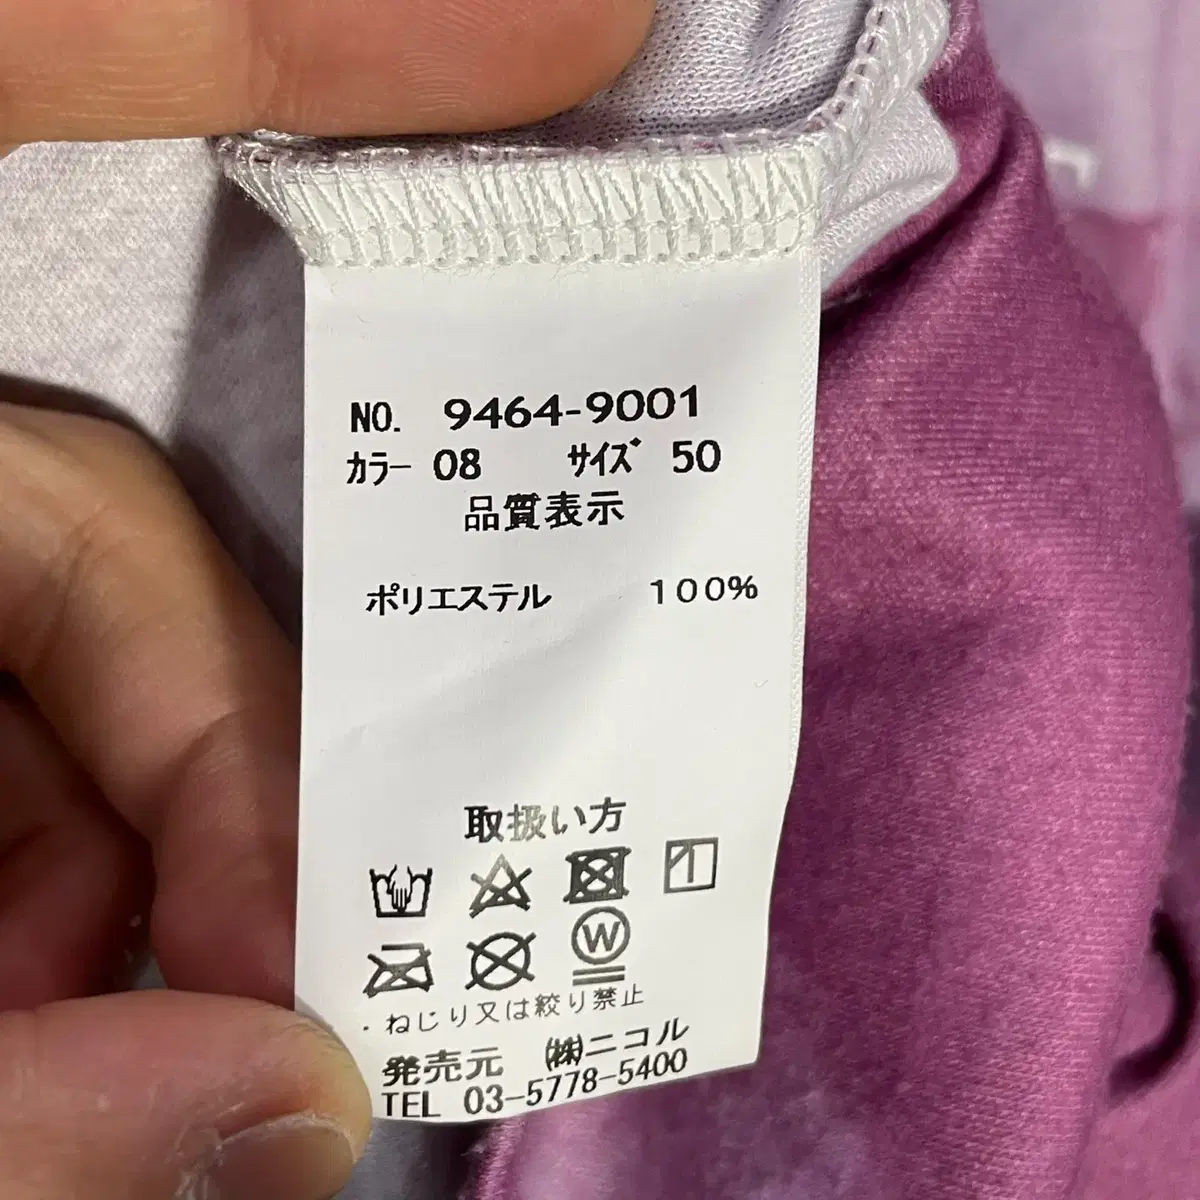 NO. 9464-9001
カラー 08 サイズ 50
品質表示
ポリエステル 100%
取扱い方
W
・ねじり又は絞り禁止
発売元 ㈱ニコル
TEL 03-5778-5400